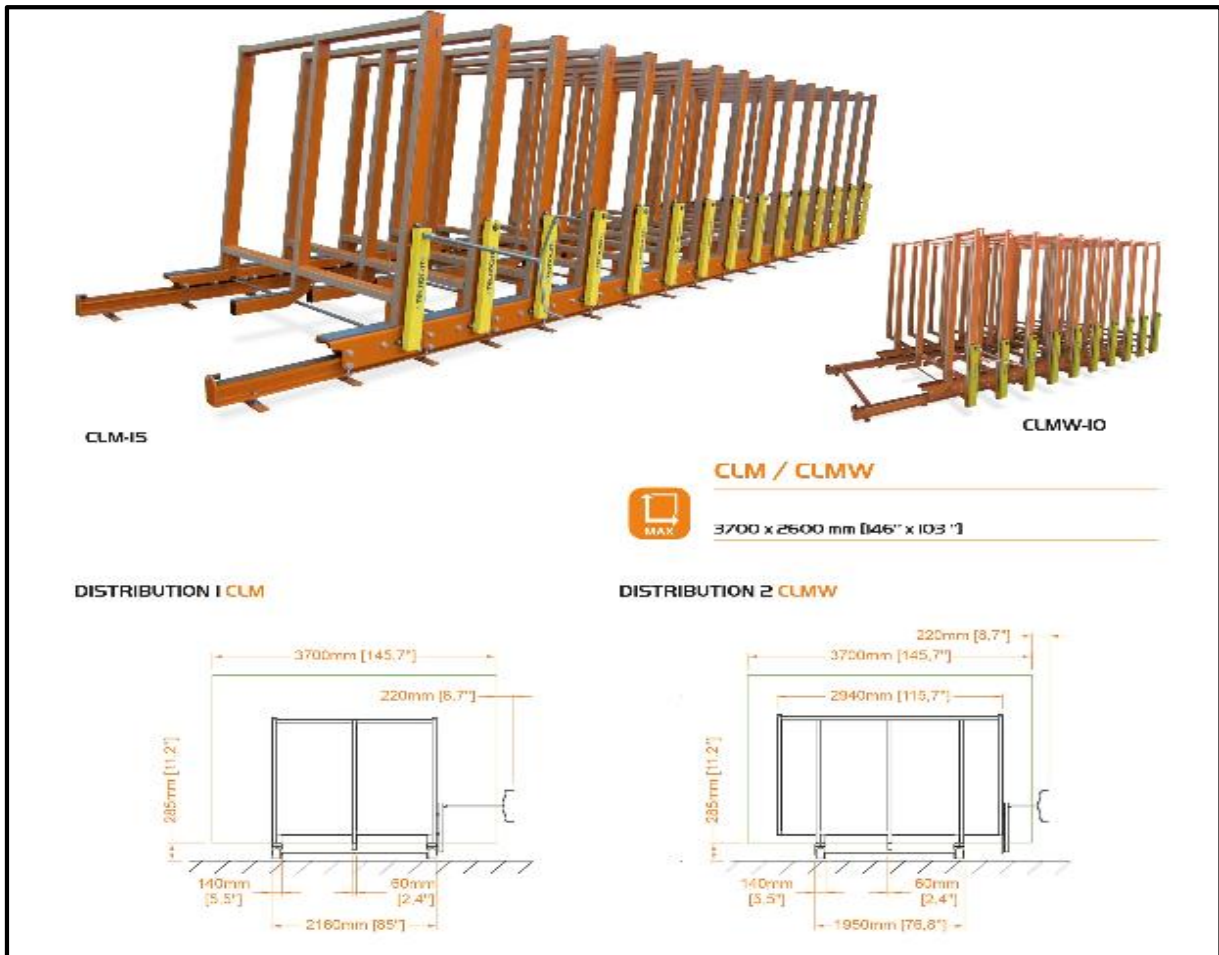 CLM-15
CLMW-10
CLM / CLMW
MAX
3700 x 2600 mm [146" x 103 "]
DISTRIBUTION 1 CLM
DISTRIBUTION 2 CLMW
3700mm [145,7"]
220mm [8,7"]
285mm [11.2"]
140mm
[5.5"]
60mm
[2.4"]
2160mm [85"]
220mm [8,7"]
3700mm [145,7"]
2940mm [115,7"]
285mm [11.2"]
140mm
[5.5"]
60mm
[2.4"]
1950mm [76,8"]